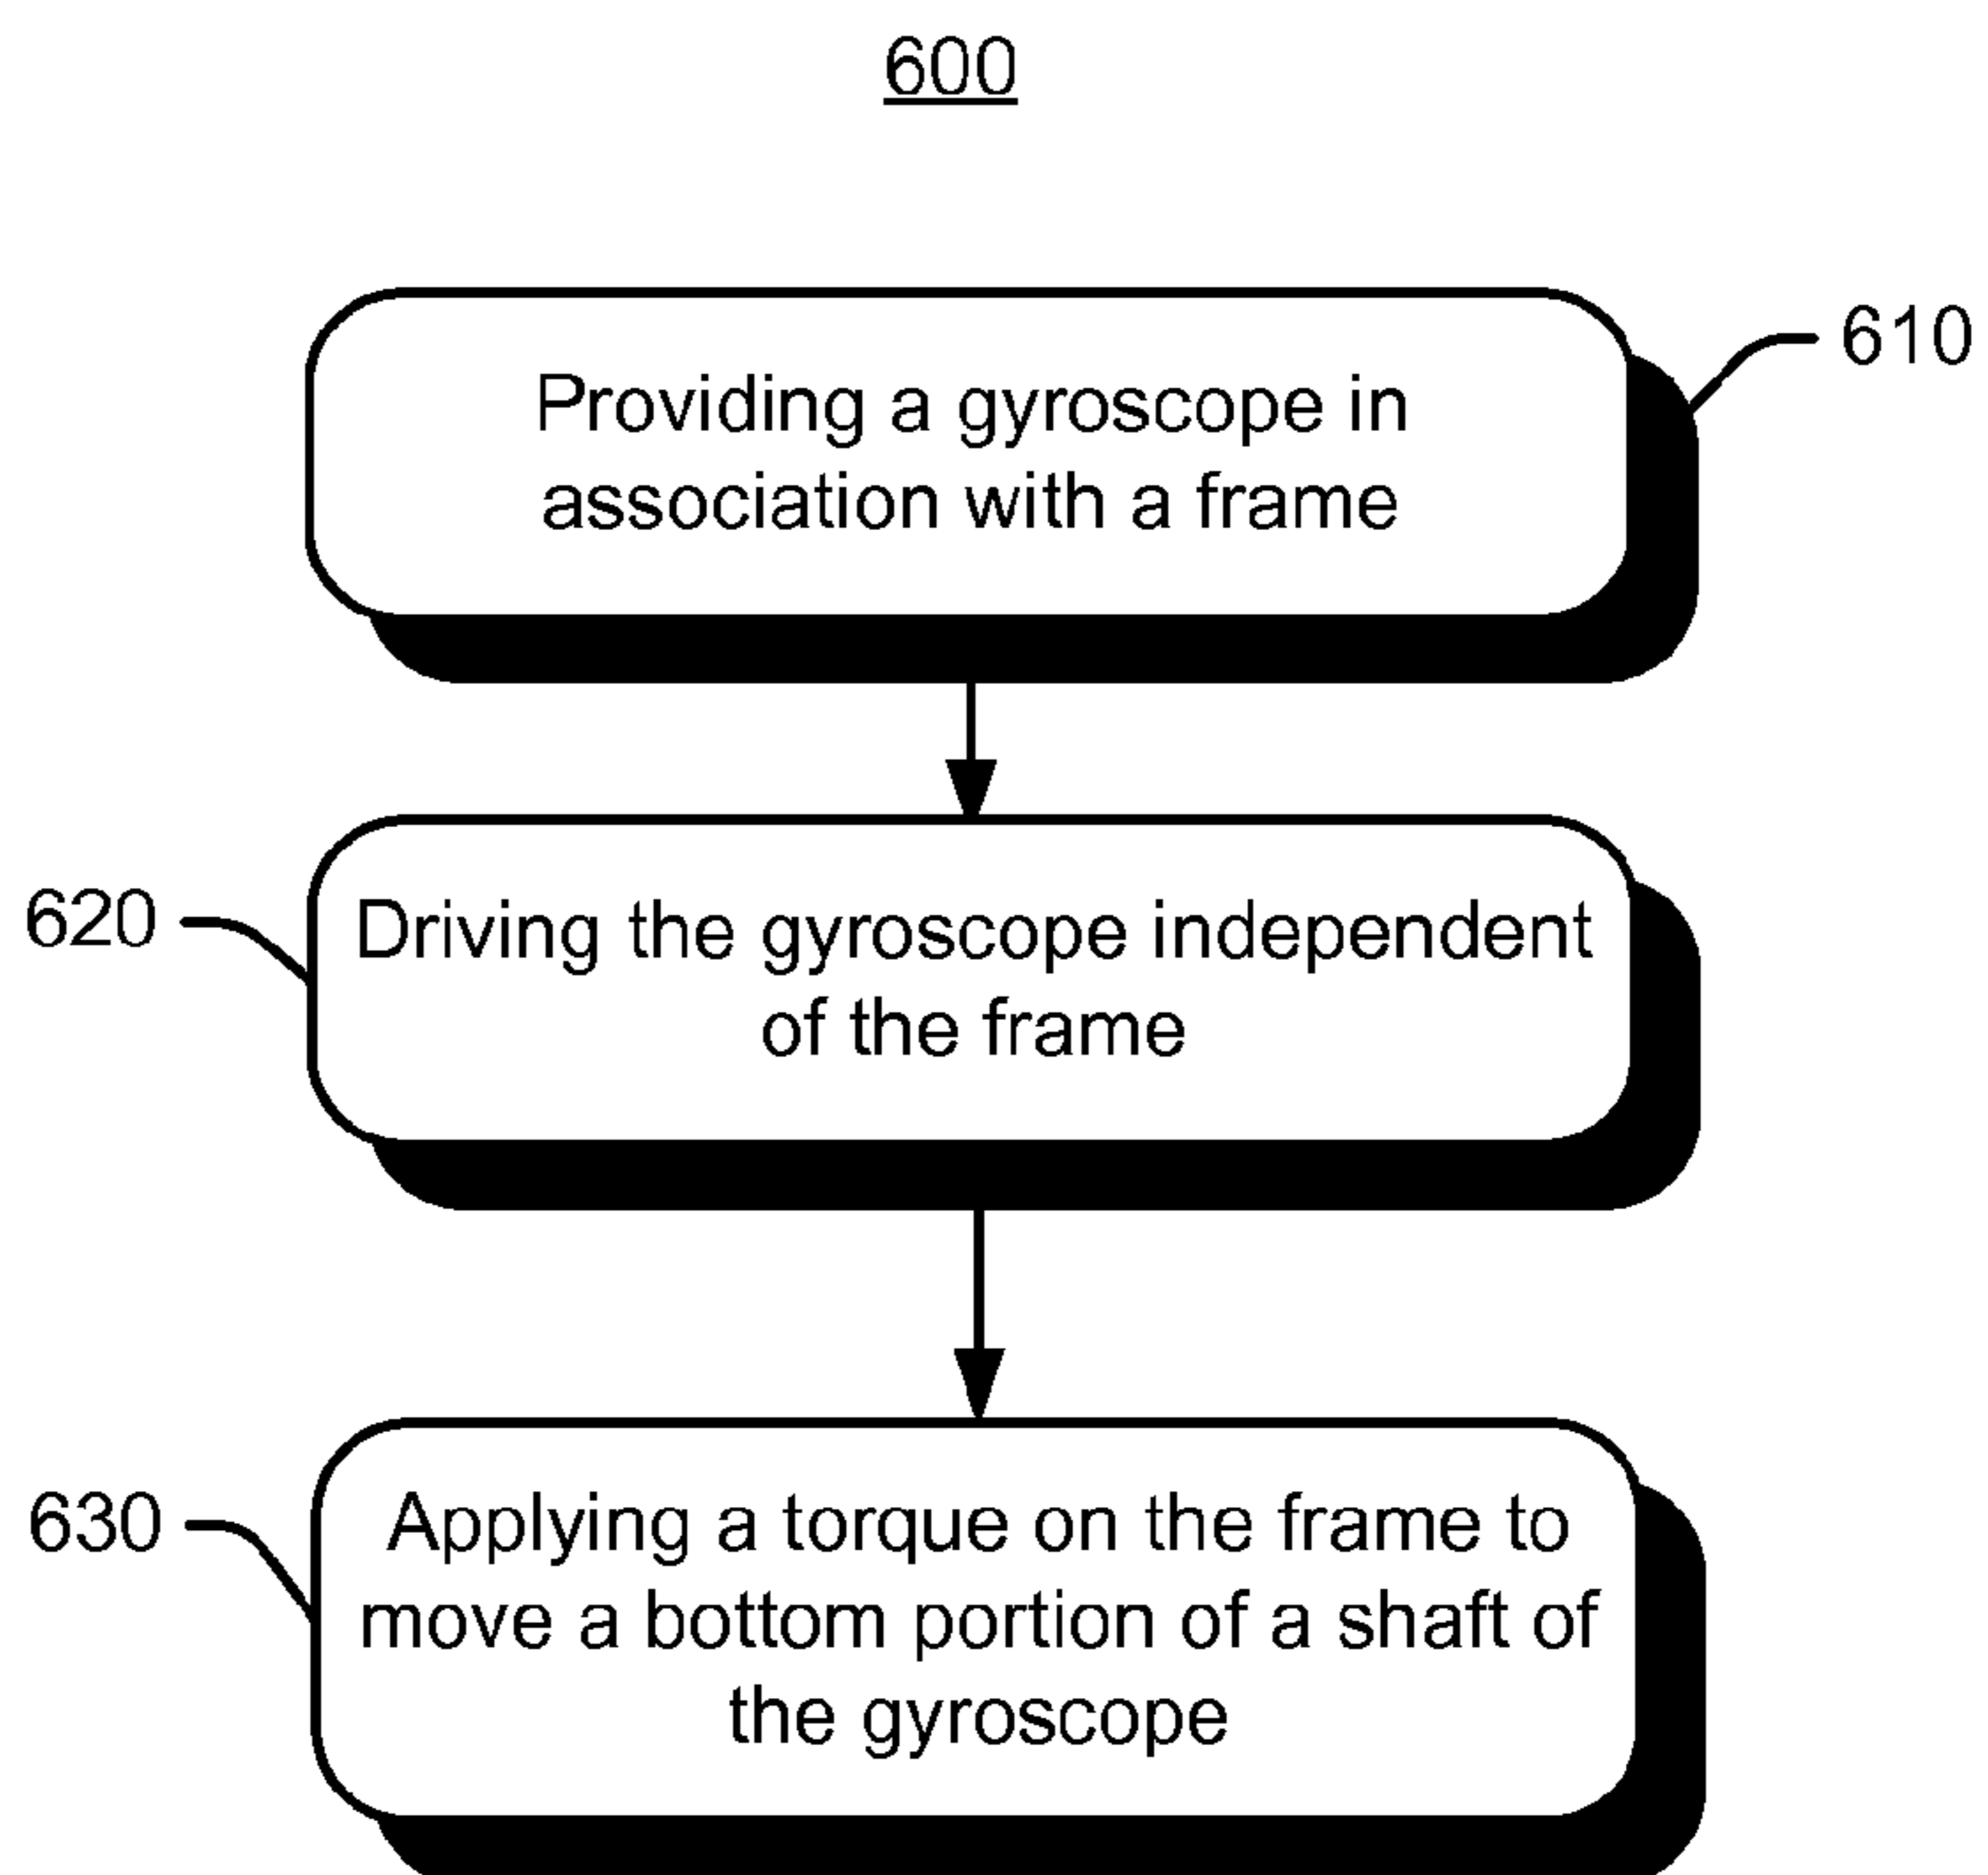 600
610
Providing a gyroscope in
association with a frame
620
Driving the gyroscope independent
of the frame
630
Applying a torque on the frame to
move a bottom portion of a shaft of
the gyroscope